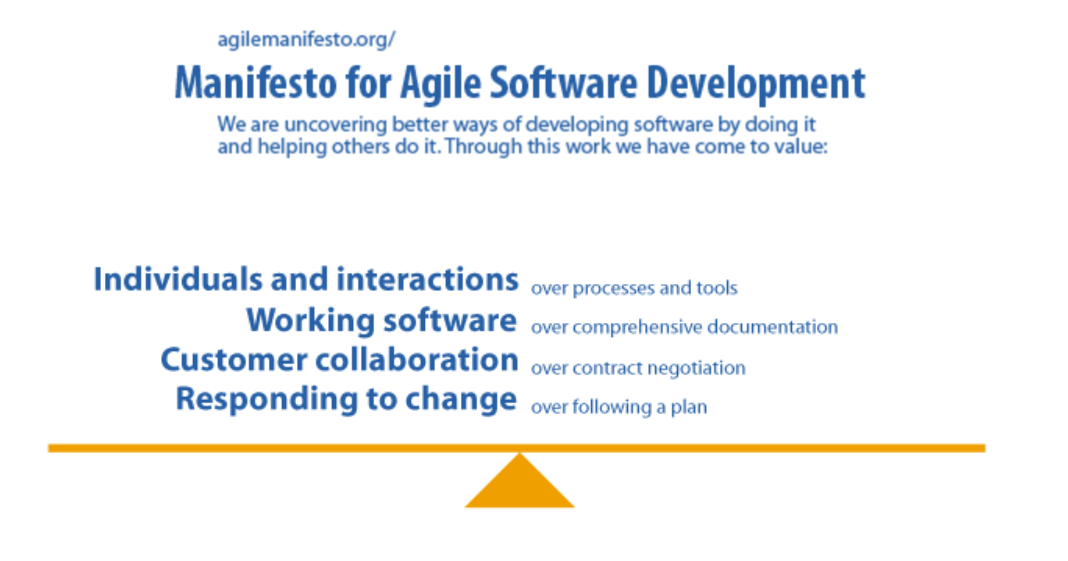 agilemanifesto.org/
Manifesto for Agile Software Development
We are uncovering better ways of developing software by doing it
and helping others do it. Through this work we have come to value:
Individuals and interactions over processes and tools
Working software over comprehensive documentation
Customer collaboration over contract negotiation
Responding to change over following a plan